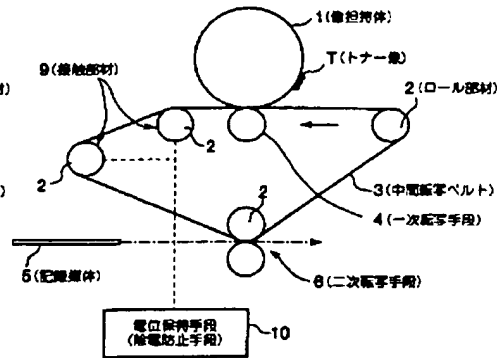 1(像担持体)
T(トナー像)
9(接触部材)
2(ロール部材)
2
2
3(中間転写ベルト)
2
4(一次転写手段)
5(記録媒体)
6(二次転写手段)
電位保持手段
(除電防止手段)
10